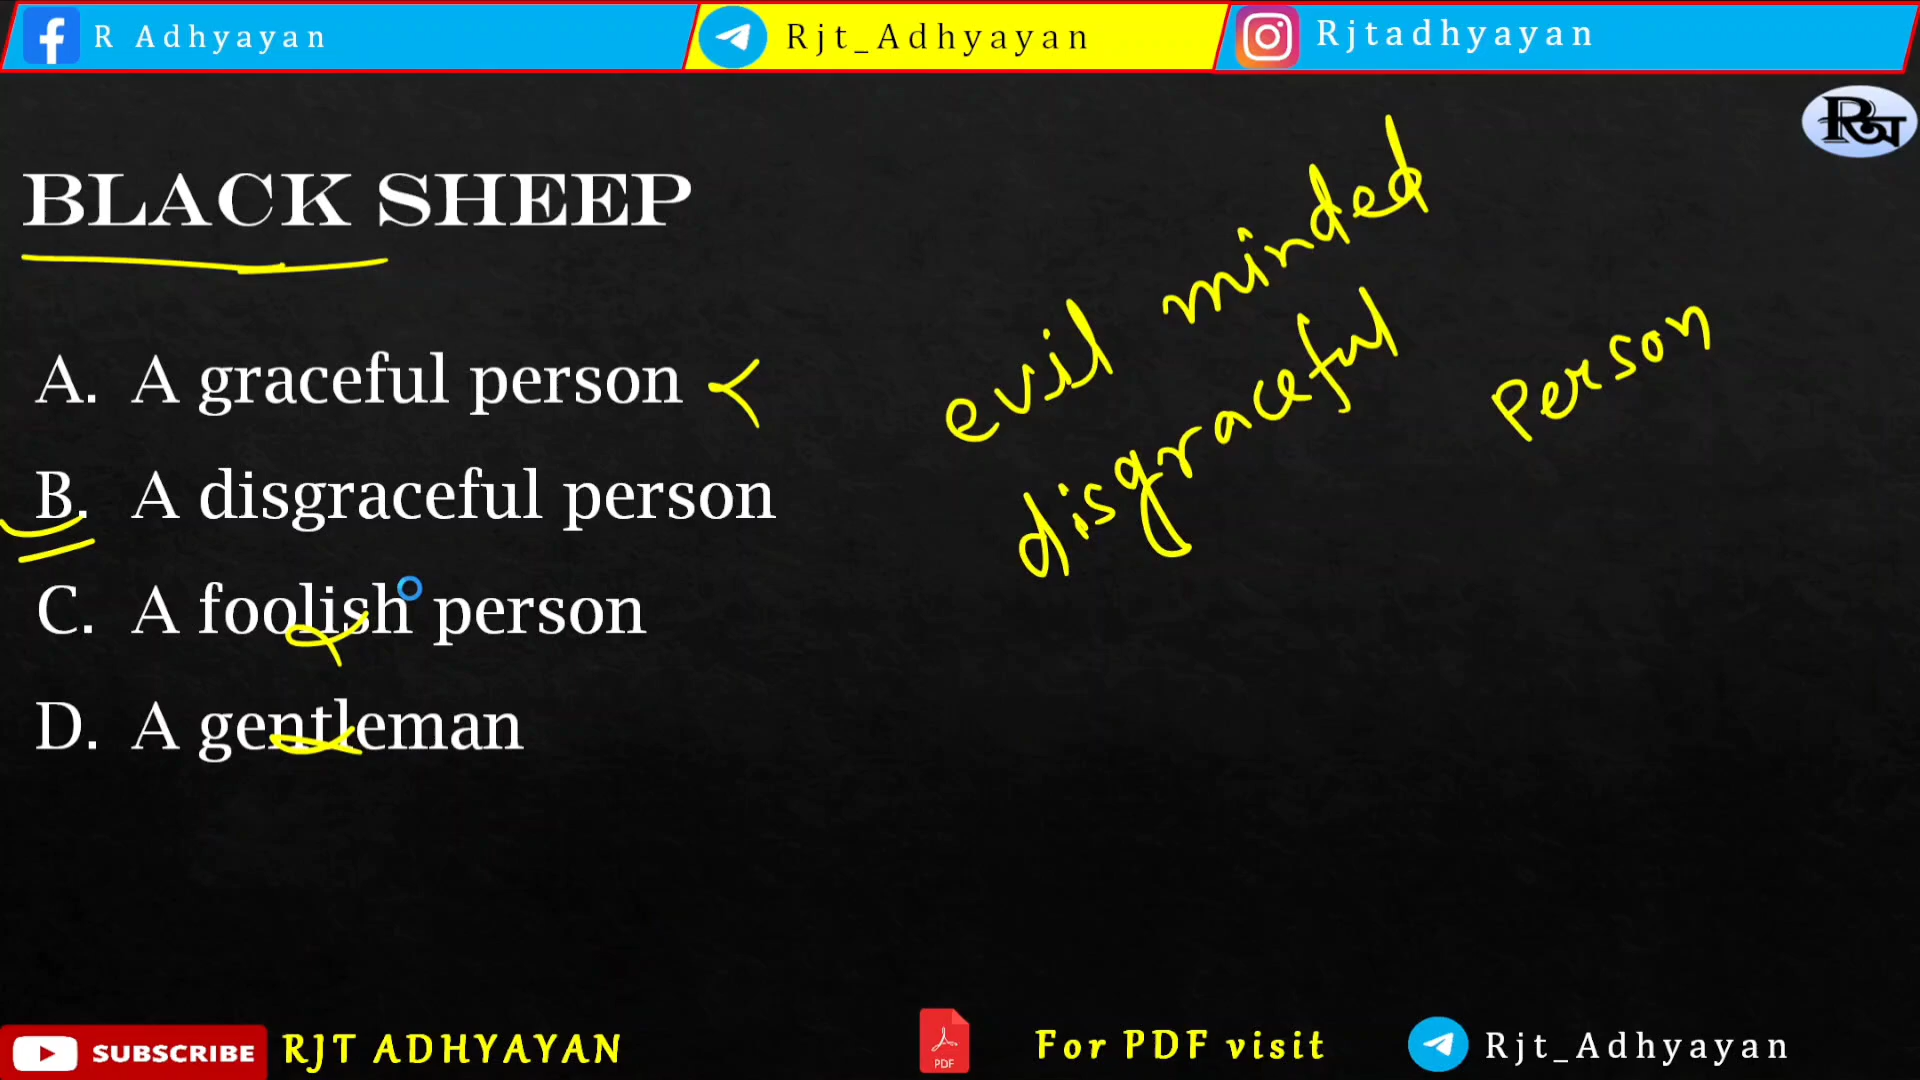 R Adhyayan
Rjt_Adhyayan
Rjtadhyayan
BLACK SHEEP
A. A graceful person
B. A disgraceful person
C. A foolish person
D. A gentleman
evil minded
disgraceful person
SUBSCRIBE
RJT ADHYAYAN
PDF
For PDF visit
Rjt_Adhyayan